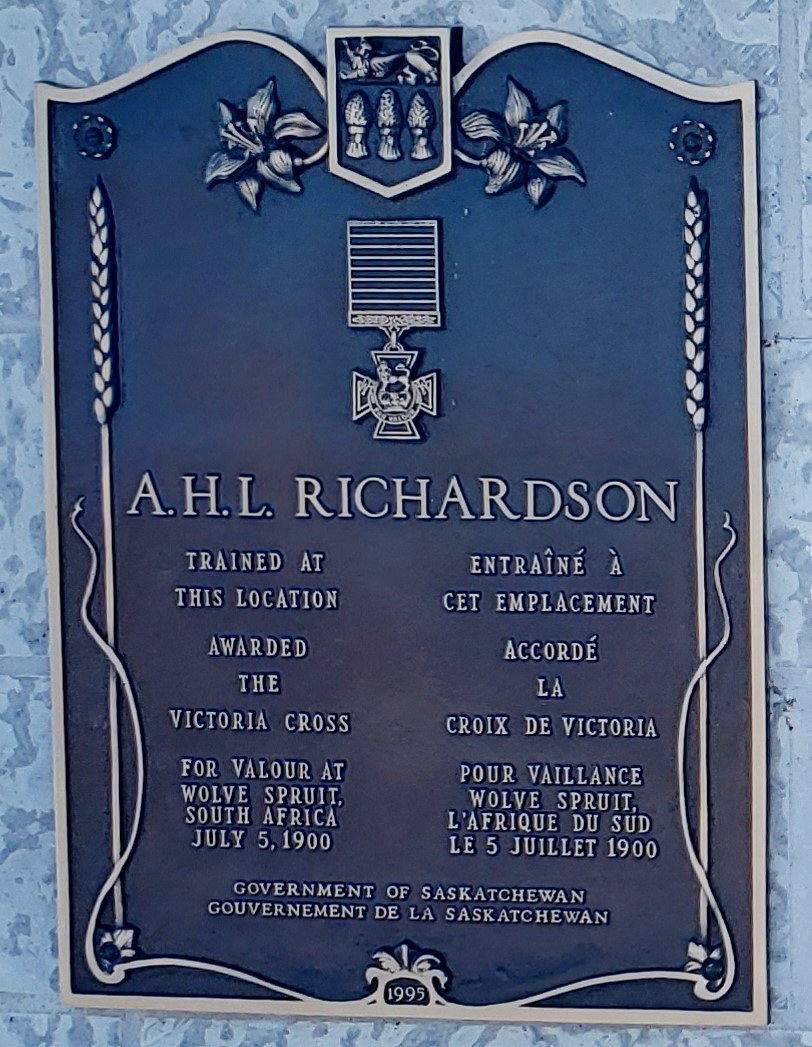 A.H.L. RICHARDSON
TRAINED AT
THIS LOCATION
AWARDED
THE
VICTORIA CROSS
FOR VALOUR AT
WOLVE SPRUIT,
SOUTH AFRICA
JULY 5, 1900
ENTRAÎNÉ À
CET EMPLACEMENT
ACCORDÉ
LA
CROIX DE VICTORIA
POUR VAILLANCE
WOLVE SPRUIT,
L'AFRIQUE DU SUD
LE 5 JUILLET 1900
GOVERNMENT OF SASKATCHEWAN
GOUVERNEMENT DE LA SASKATCHEWAN
1995